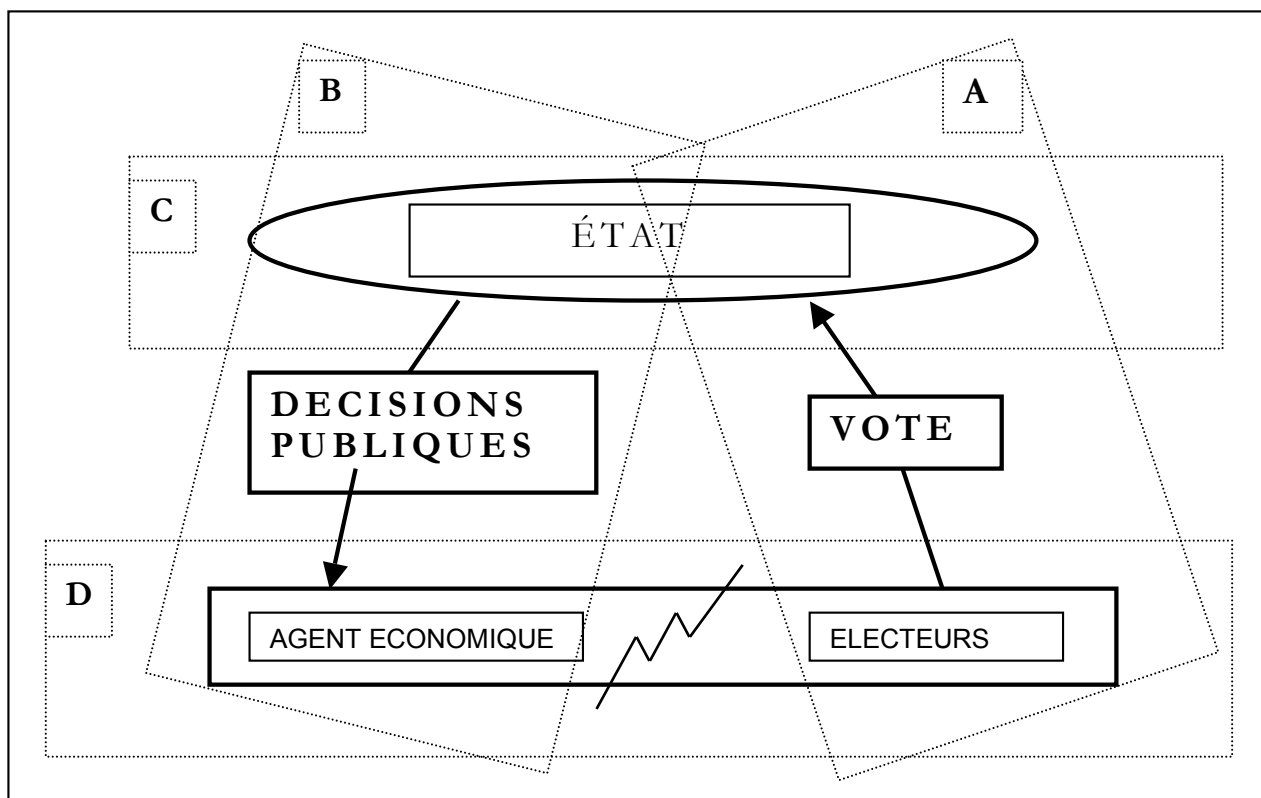 B
A
C
ÉTAT
DECISIONS
PUBLIQUES
VOTE
D
AGENT ECONOMIQUE
ELECTEURS